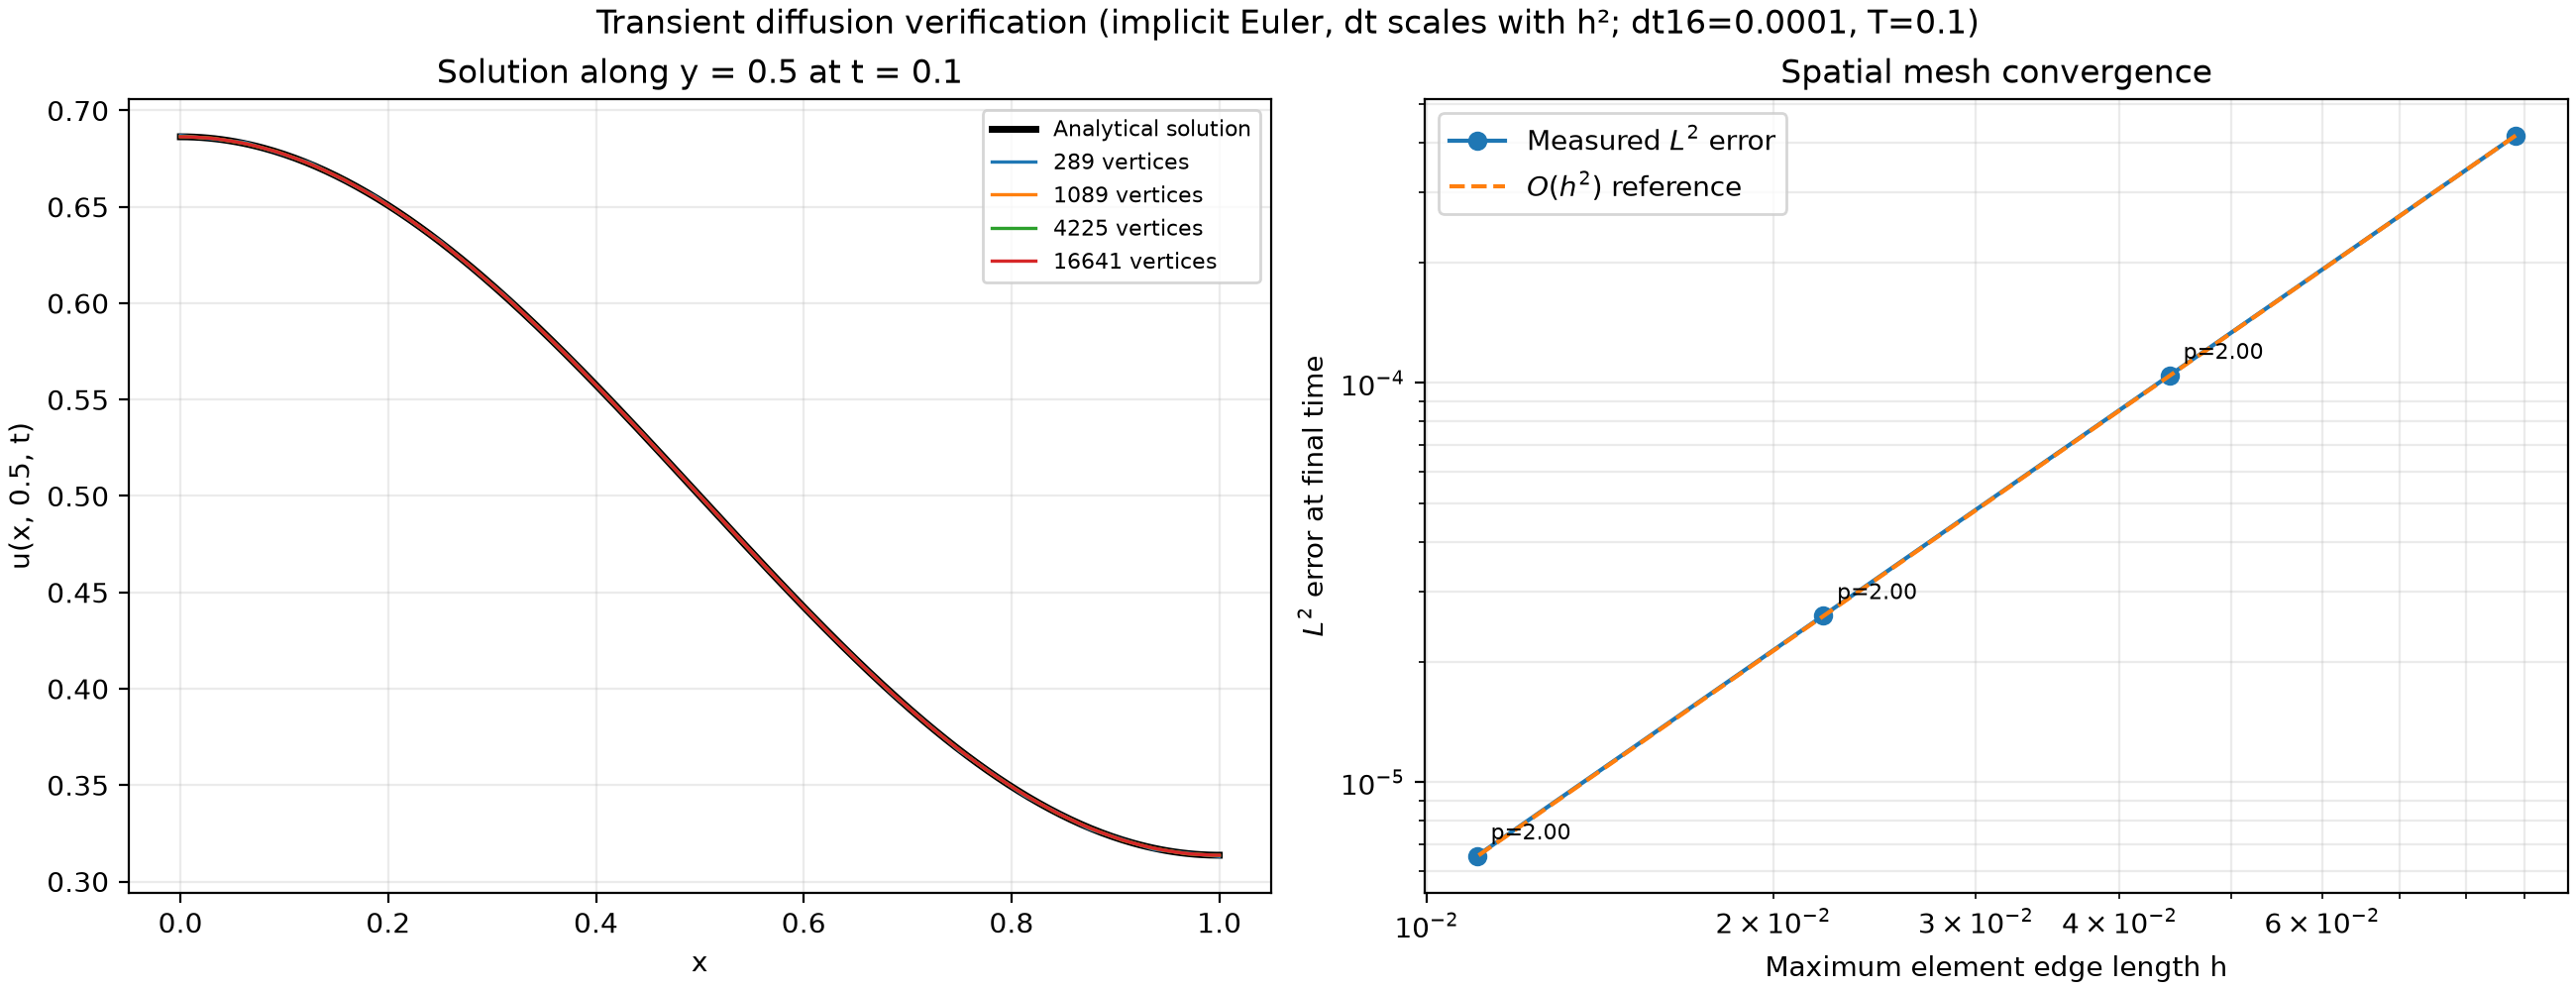 Transient diffusion verification (implicit Euler, dt scales with h²; dt16=0.0001, T=0.1)
Solution along y = 0.5 at t = 0.1
u(x, 0.5, t)
0.70
0.65
0.60
0.55
0.50
0.45
0.40
0.35
0.30
Analytical solution
289 vertices
1089 vertices
4225 vertices
16641 vertices
0.0 0.2 0.4 0.6 0.8 1.0
x
Spatial mesh convergence
L² error at final time
10⁻⁴
10⁻⁵
Measured L² error
O(h²) reference
p=2.00
p=2.00
p=2.00
10⁻² 2×10⁻² 3×10⁻² 4×10⁻² 6×10⁻²
Maximum element edge length h